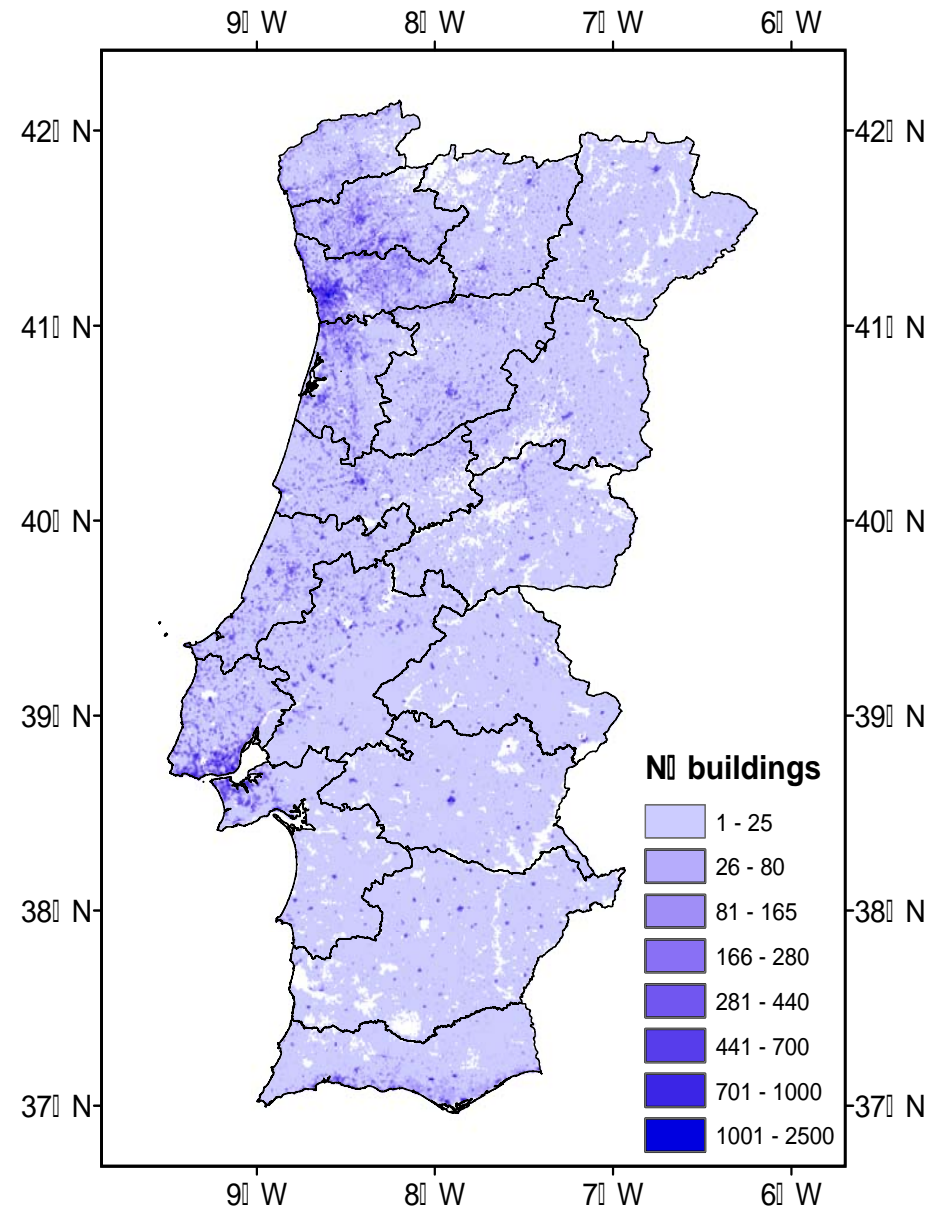 9▯ W 8▯ W 7▯ W 6▯ W
42▯ N 42▯ N
41▯ N 41▯ N
40▯ N 40▯ N
39▯ N 39▯ N
N▯ buildings
1 - 25
26 - 80
81 - 165
38▯ N 38▯ N
166 - 280
281 - 440
441 - 700
701 - 1000
37▯ N 37▯ N
1001 - 2500
9▯ W 8▯ W 7▯ W 6▯ W